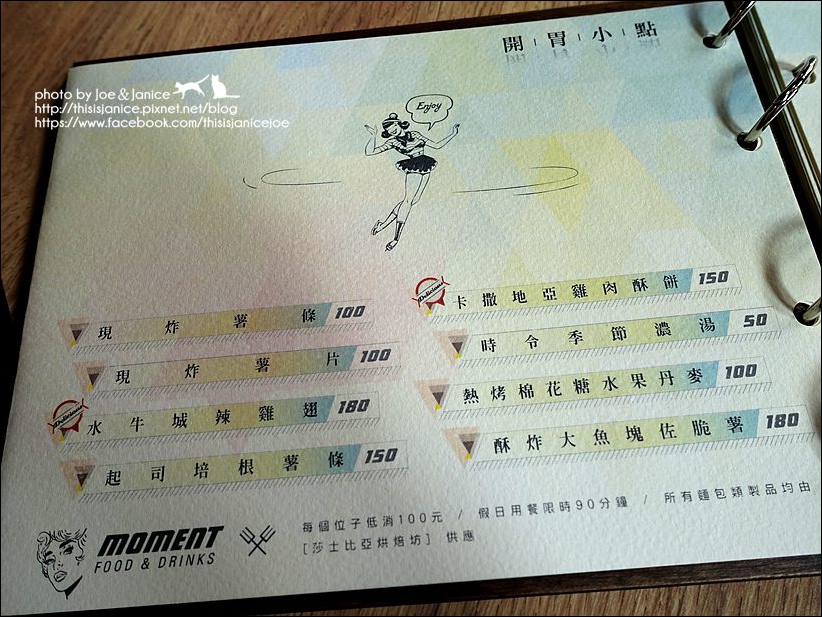 開胃小點
photo by Joe & Janice
http://thisisjanice.pixnet.net/blog
https://www.facebook.com/thisisjanicejoe
Enjoy
現炸薯條 100
現炸薯片 100
Delicious
水牛城辣雞翅 180
起司培根薯條 150
Delicious
卡撒地亞雞肉酥餅 150
時令季節濃湯 50
熱烤棉花糖水果丹麥 100
酥炸大魚塊佐脆薯 180
MOMENT
FOOD & DRINKS
每個位子低消100元 / 假日用餐限時90分鐘 / 所有麵包類製品均由
[莎士比亞烘焙坊] 供應